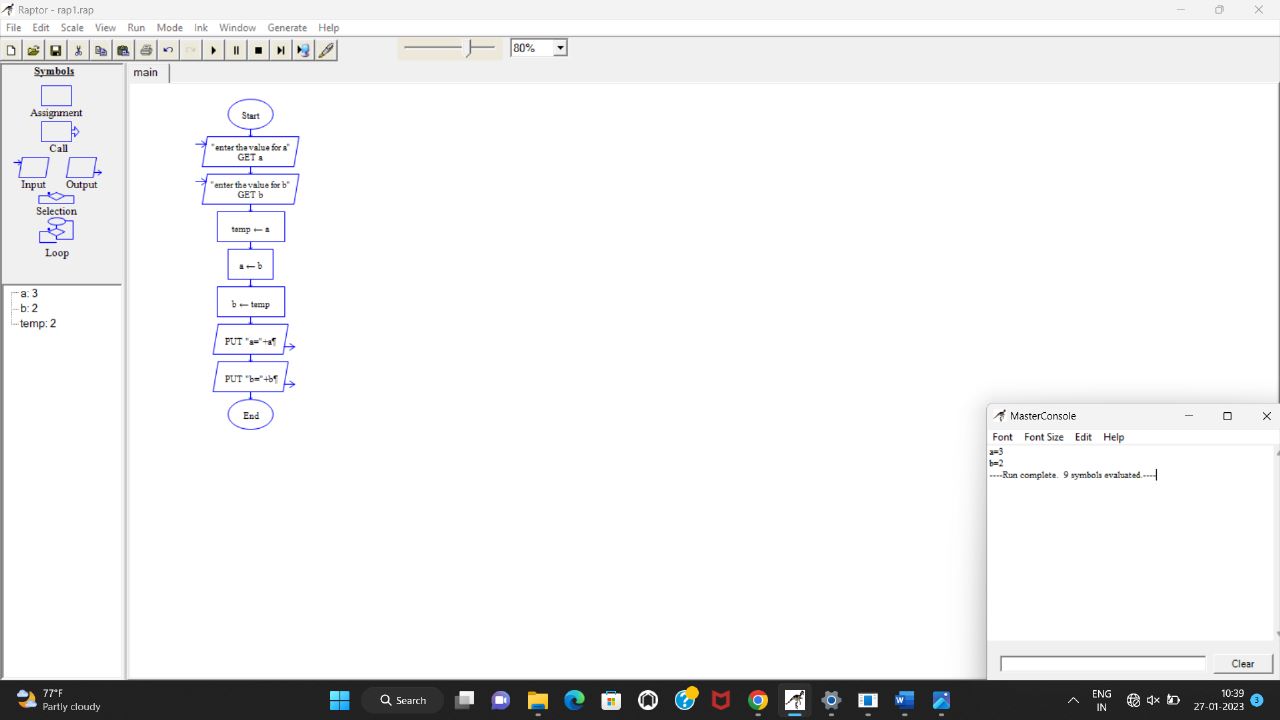 Raptor - rap1.rap
File Edit Scale View Run Mode Ink Window Generate Help
80%
Symbols
Assignment
Call
Input Output
Selection
Loop
a: 3
b: 2
temp: 2
main
Start
"enter the value for a"
GET a
"enter the value for b"
GET b
temp ← a
a ← b
b ← temp
PUT "a="+a¶
PUT "b="+b¶
End
MasterConsole
Font Font Size Edit Help
a=3
b=2
----Run complete. 9 symbols evaluated.----
Clear
77°F
Partly cloudy
Search
ENG
IN
10:39
27-01-2023
3